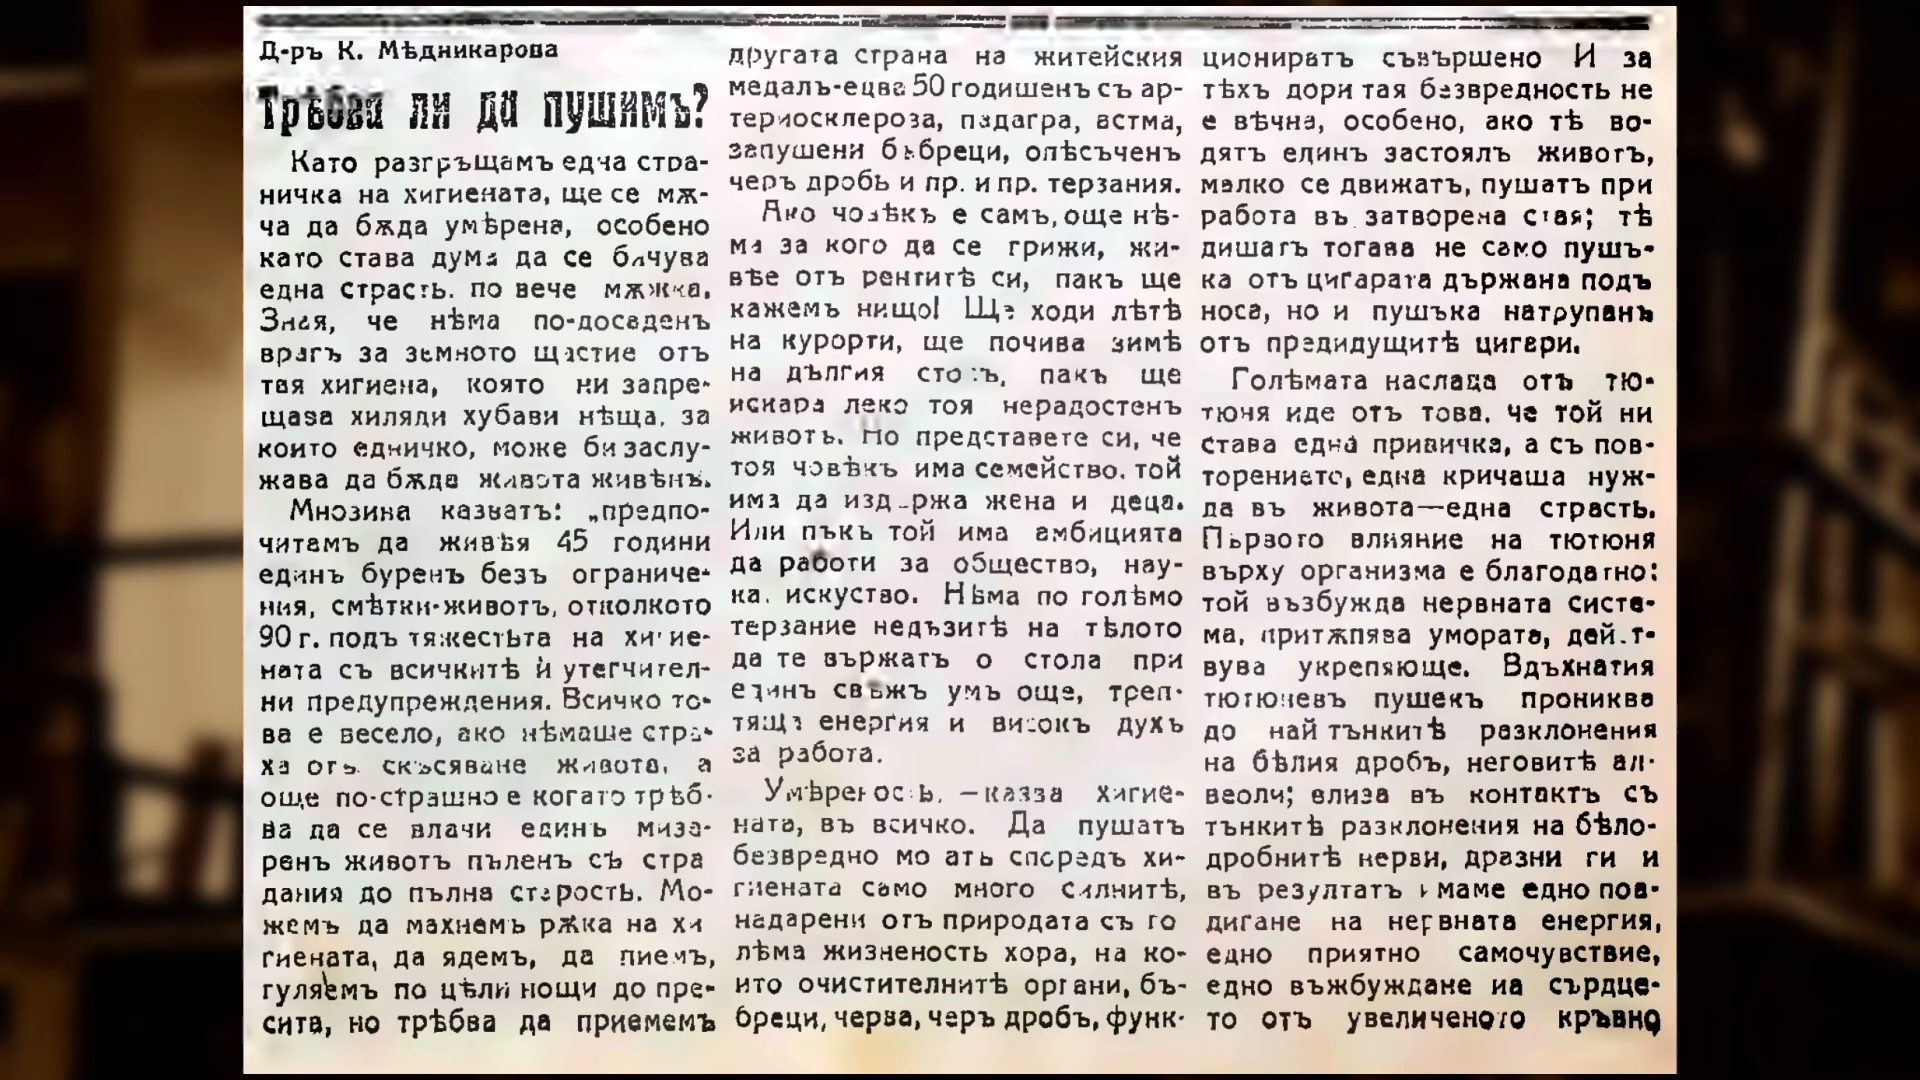 Д-ръ К. Мѣдникарова
Трѣбва ли да пушимъ?
Като разгръщамъ една стра-
ничка на хигиената, ще се мѫ-
ча да бѫда умѣрена, особено
като става дума да се бичува
една страсть. по вече мѫжка.
Зная, че нѣма по-досаденъ
врагъ за земното щастие отъ
тая хигиена, която ни запре-
щава хиляди хубави нѣща, за
които едничко, може би заслу-
жава да бѫде живота живѣнъ.
Мнозина казватъ: „предпо-
читамъ да живѣя 45 години
единъ буренъ безъ ограниче-
ния, смѣтки-животъ, отколкото
90 г. подъ тяжестьта на хигие-
ната съ всичкитѣ ѝ утегчител-
ни предупреждения. Всичко то-
ва е весело, ако нѣмаше стра-
ха отъ скъсяване живота, а
още по-страшно е когато трѣб-
ва да се влачи единъ миза-
ренъ животъ пъленъ съ стра
дания до пълна старость. Мо-
жемъ да махнемъ рѫка на хи
гиената, да ядемъ, да пиемъ,
гуляемъ по цѣли нощи до пре-
сита, но трѣбва да приемемъ
другата страна на житейския
медалъ-едва 50 годишенъ съ ар-
териосклероза, падагра, астма,
запушени бъбреци, опѣсъченъ
черъ дробь и пр. и пр. терзания.
Ако човѣкъ е самъ, още нѣ-
ма за кого да се грижи, жи-
вѣе отъ рентитѣ си, пакъ ще
кажемъ нищо! Ще ходи лѣтѣ
на курорти, ще почива зимѣ
на дългия столъ, пакъ ще
искара леко тоя нерадостенъ
животъ. Но представете си, че
тоя човѣкъ има семейство. той
има да издържа жена и деца.
Или пъкъ той има амбицията
да работи за общество, нау-
ка. искуство. Нѣма по голѣмо
терзание недъзитѣ на тѣлото
да те вържатъ о стола при
единъ свѣжъ умъ още, треп-
тяща енергия и високъ духъ
за работа.
Умѣреность, — казва хигие-
ната, въ всичко. Да пушатъ
безвредно мо атъ споредъ хи-
гиената само много силнитѣ,
надарени отъ природата съ го
лѣма жизненость хора, на ко-
ито очистителнитѣ органи, бъ-
бреци, черва, черъ дробъ, функ-
циониратъ съвършено И за
тѣхъ дори тая безвредность не
е вѣчна, особено, ако тѣ во-
дятъ единъ застоялъ животъ,
малко се движатъ, пушатъ при
работа въ затворена стая; тѣ
дишатъ тогава не само пушъ-
ка отъ цигарата държана подъ
носа, но и пушъка натрупанъ
отъ предидущитѣ цигари.
Голѣмата наслада отъ тю-
тюня иде отъ това, че той ни
става една привичка, а съ пов-
торението, една кричаша нуж-
да въ живота—една страсть.
Първото влияние на тютюня
върху организма е благодатно:
той възбужда нервната систе-
ма, притѫпява умората, дейст-
вува укрепяюще. Вдъхнатия
тютюневъ пушекъ прониква
до най тънкитѣ разклонения
на бѣлия дробъ, неговитѣ ал-
веоли; влиза въ контактъ съ
тънкитѣ разклонения на бѣло-
дробнитѣ нерви, дразни ги и
въ резултатъ имаме едно пов-
дигане на нервната енергия,
едно приятно самочувствие,
едно въжбуждане на сърдце-
то отъ увеличеното кръвно